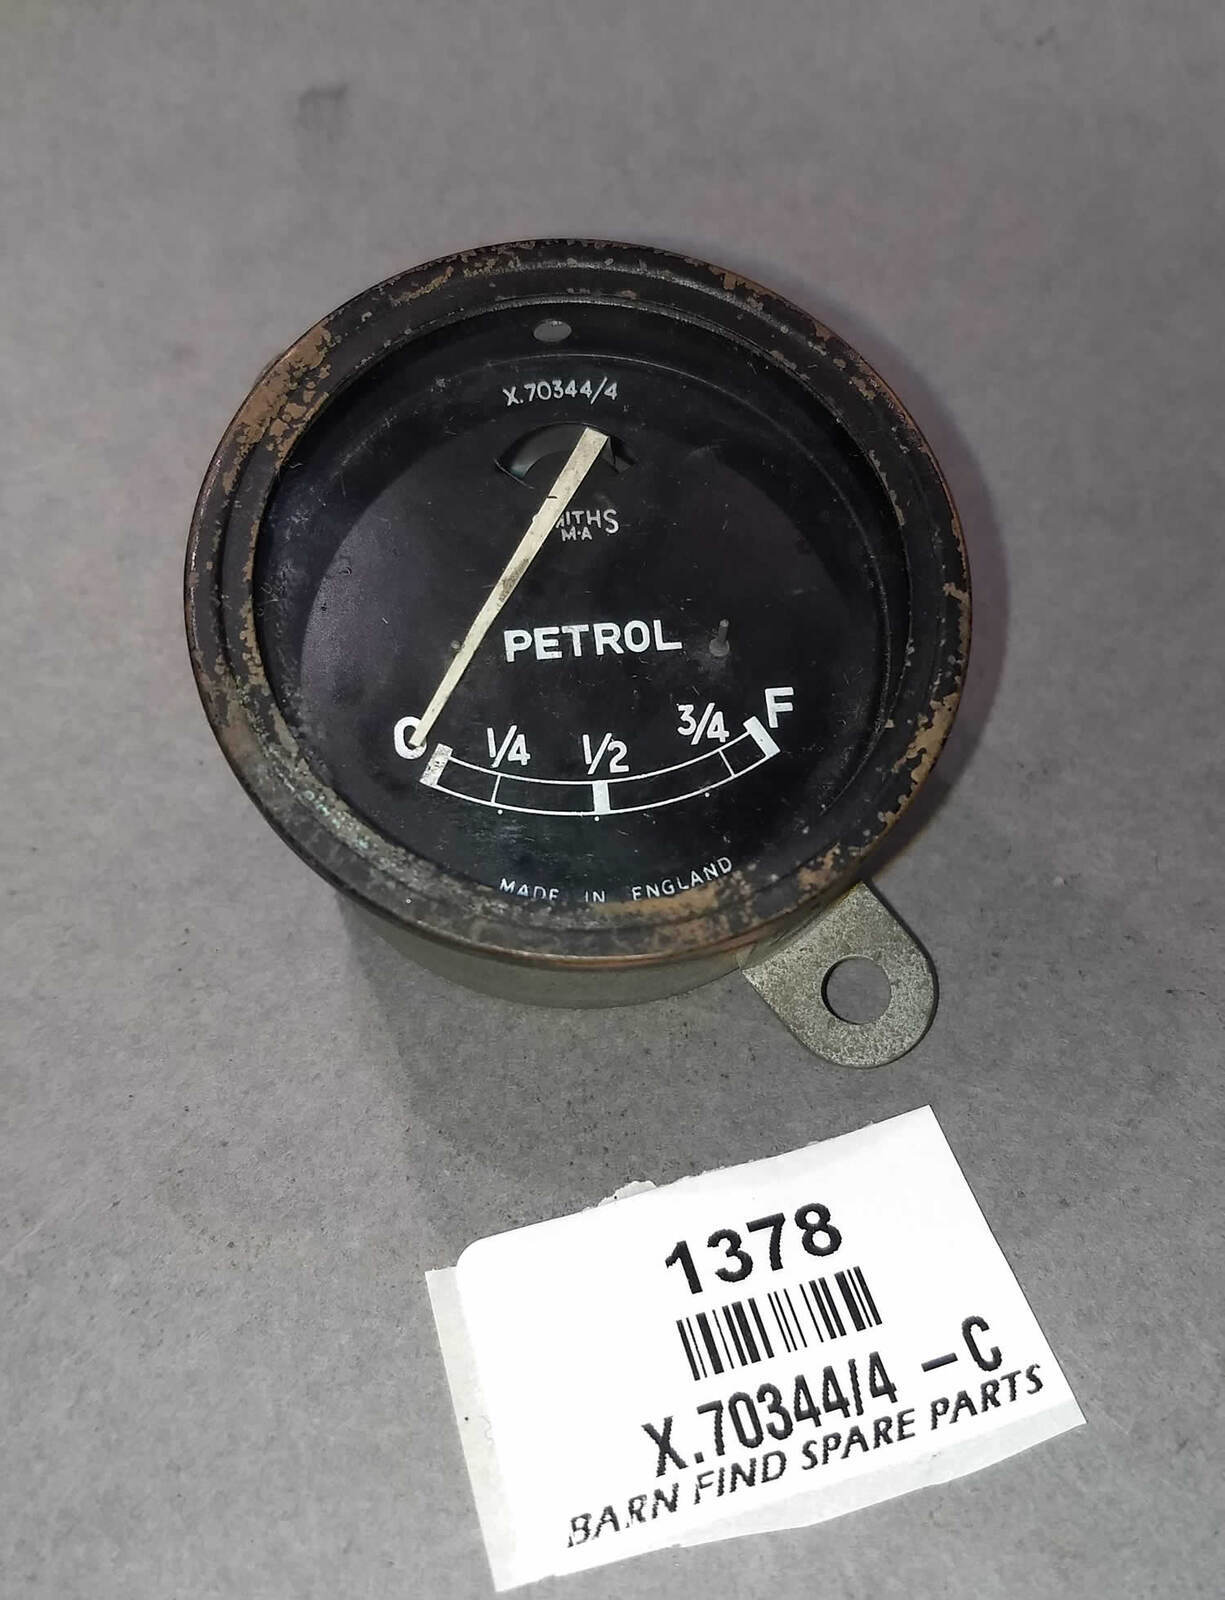 X.70344/4
M.A
PETROL
1/4 1/2 3/4 F
MADE IN ENGLAND
1378
X.70344/4 -C
BARN FIND SPARE PARTS